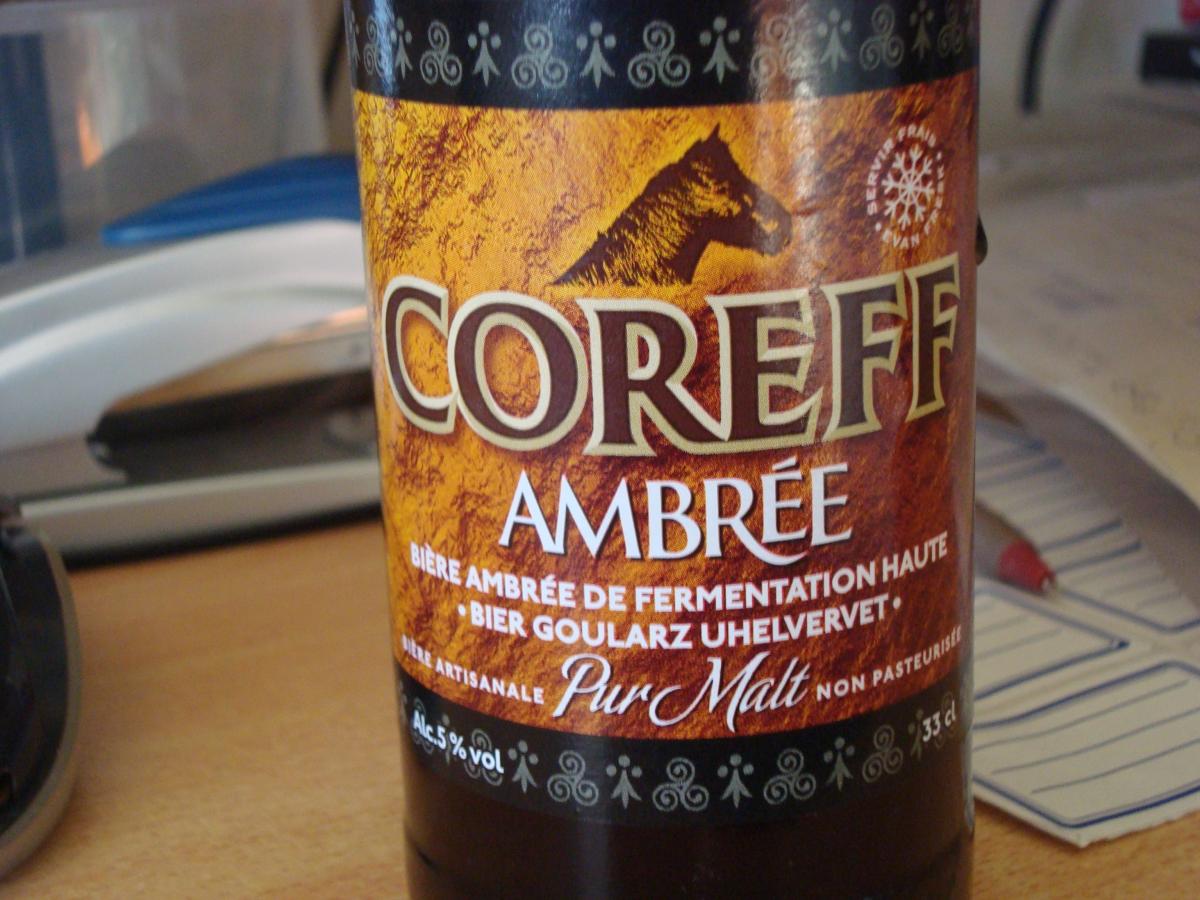 SERVIR FRAIS
EVAN FRESK
COREFF
AMBRÉE
BIÈRE AMBRÉE DE FERMENTATION HAUTE
• BIER GOULARZ UHELVERVET •
BIÈRE ARTISANALE Pur Malt NON PASTEURISÉE
Alc.5 % vol 33 cl